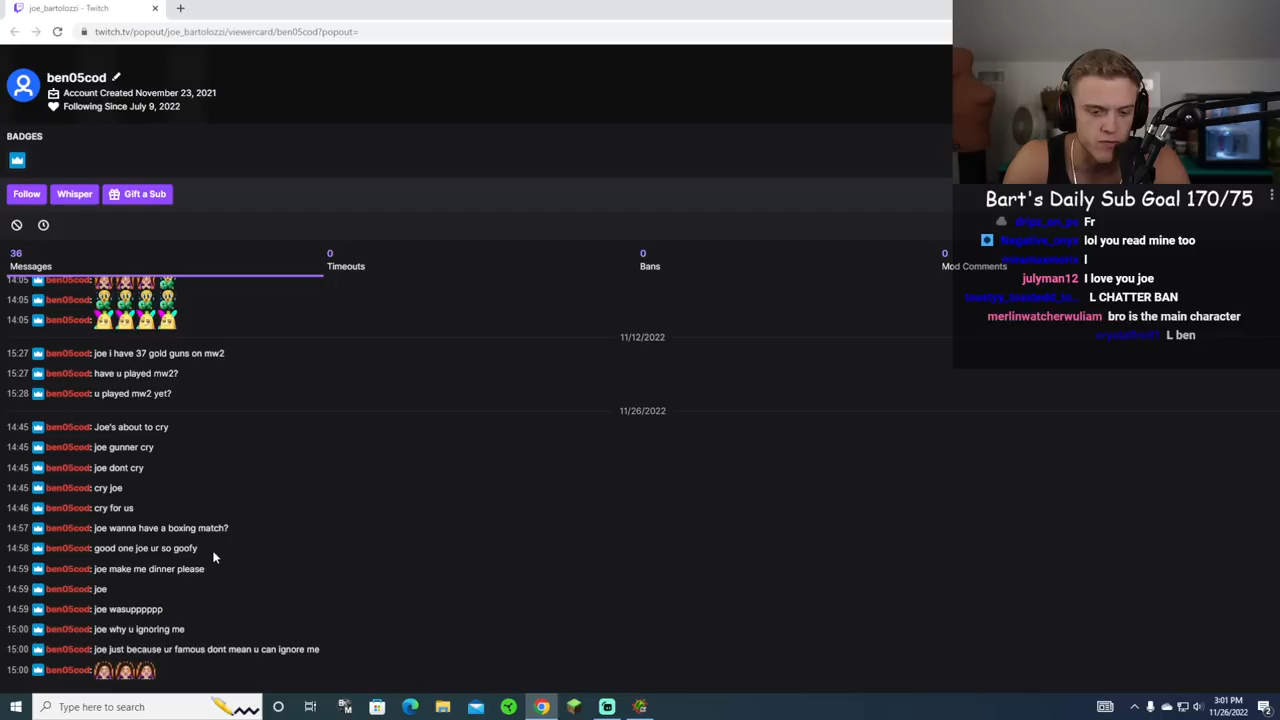 joe_bartolozzi - Twitch
twitch.tv/popout/joe_bartolozzi/viewercard/ben05cod?popout=
ben05cod
Account Created November 23, 2021
Following Since July 9, 2022
BADGES
Follow Whisper Gift a Sub
36 0 0 0
Messages Timeouts Bans Mod Comments
14:05 ben05cod:
14:05 ben05cod:
14:05 ben05cod:
11/12/2022
15:27 ben05cod: joe i have 37 gold guns on mw2
15:27 ben05cod: have u played mw2?
15:28 ben05cod: u played mw2 yet?
11/26/2022
14:45 ben05cod: Joe's about to cry
14:45 ben05cod: joe gunner cry
14:45 ben05cod: joe dont cry
14:45 ben05cod: cry joe
14:46 ben05cod: cry for us
14:57 ben05cod: joe wanna have a boxing match?
14:58 ben05cod: good one joe ur so goofy
14:59 ben05cod: joe make me dinner please
14:59 ben05cod: joe
14:59 ben05cod: joe wasupppppp
15:00 ben05cod: joe why u ignoring me
15:00 ben05cod: joe just because ur famous dont mean u can ignore me
15:00 ben05cod:
Bart's Daily Sub Goal 170/75
Fr
Negative_onyx lol you read mine too
I
julyman12 I love you joe
L CHATTER BAN
merlinwatcherwuliam bro is the main character
L ben
Type here to search
3:01 PM
11/26/2022
2